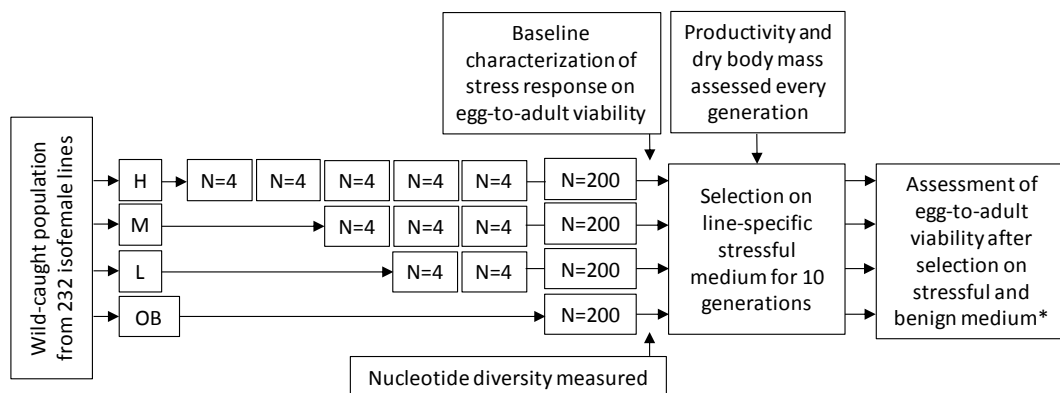 Baseline
characterization of
stress response on
egg-to-adult viability
Productivity and
dry body mass
assessed every
generation
Wild-caught population
from 232 isofemale lines
H
N=4
N=4
N=4
N=4
N=4
N=200
M
N=4
N=4
N=4
N=200
L
N=4
N=4
N=200
OB
N=200
Selection on
line-specific
stressful
medium for 10
generations
Assessment of
egg-to-adult
viability after
selection on
stressful and
benign medium*
Nucleotide diversity measured